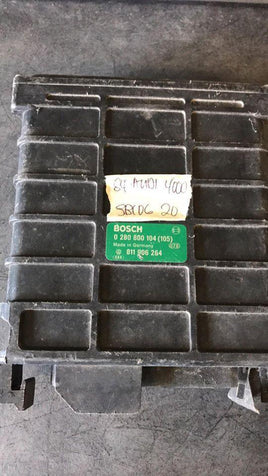 84 AUDI 4000
SBC06 20
BOSCH
0 280 800 104 (105)
Made in Germany
811 906 264